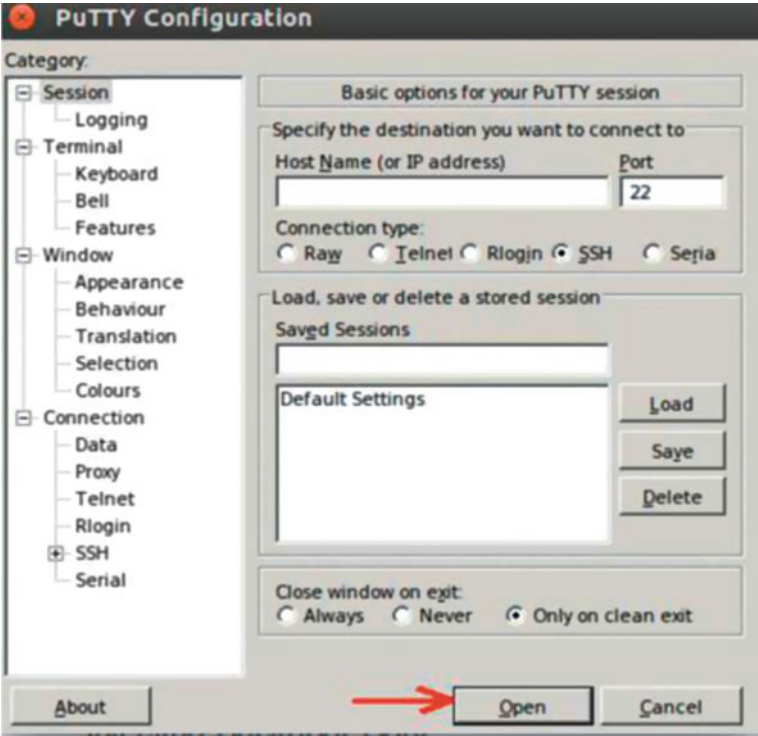 PuTTY Configuration
Category:
Session
Logging
Terminal
Keyboard
Bell
Features
Window
Appearance
Behaviour
Translation
Selection
Colours
Connection
Data
Proxy
Telnet
Rlogin
SSH
Serial
Basic options for your PuTTY session
Specify the destination you want to connect to
Host Name (or IP address) Port
22
Connection type:
Raw Telnet Rlogin SSH Seria
Load, save or delete a stored session
Saved Sessions
Default Settings
Load
Save
Delete
Close window on exit:
Always Never Only on clean exit
About Open Cancel